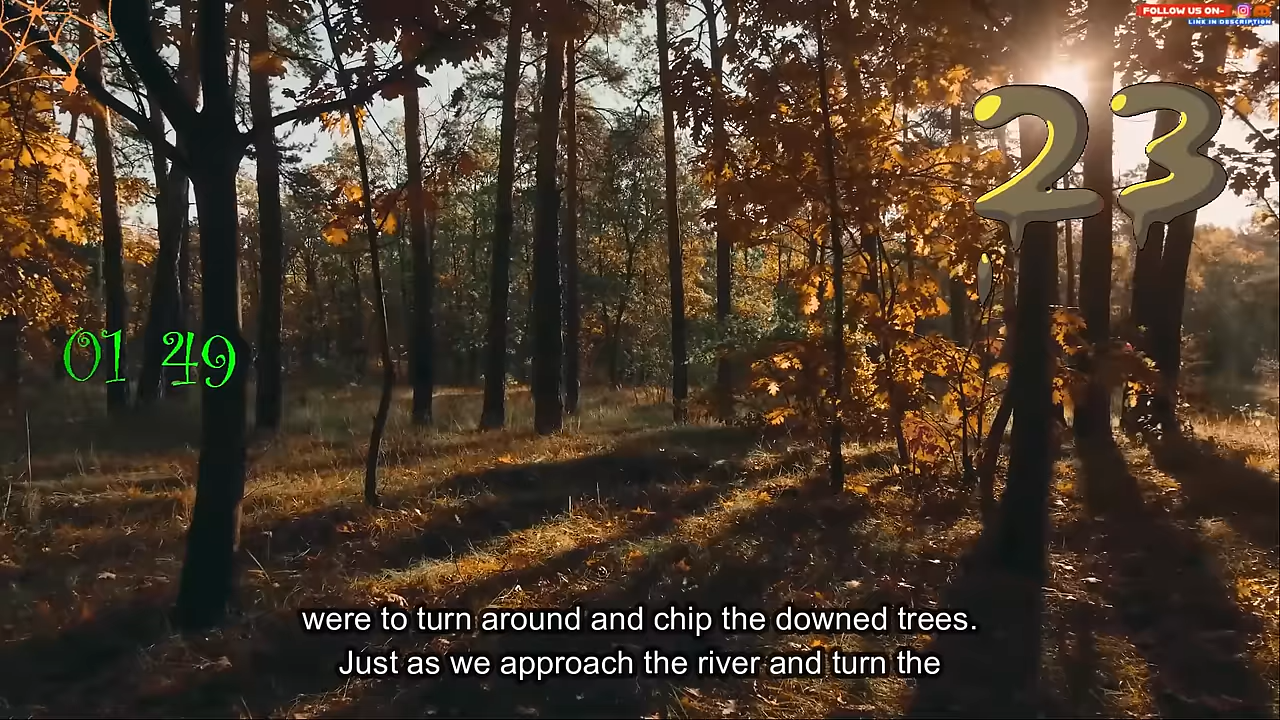 FOLLOW US ON-
LINK IN DESCRIPTION
23
01 49
were to turn around and chip the downed trees.
Just as we approach the river and turn the